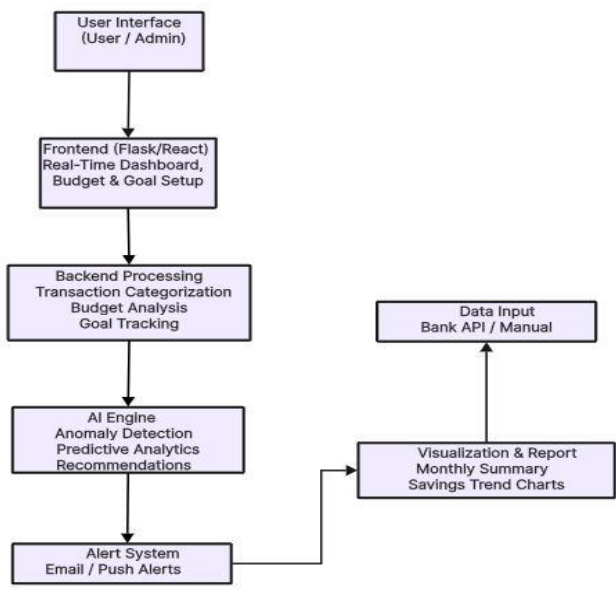 User Interface
(User / Admin)
Frontend (Flask/React)
Real-Time Dashboard,
Budget & Goal Setup
Backend Processing
Transaction Categorization
Budget Analysis
Goal Tracking
AI Engine
Anomaly Detection
Predictive Analytics
Recommendations
Alert System
Email / Push Alerts
Visualization & Report
Monthly Summary
Savings Trend Charts
Data Input
Bank API / Manual